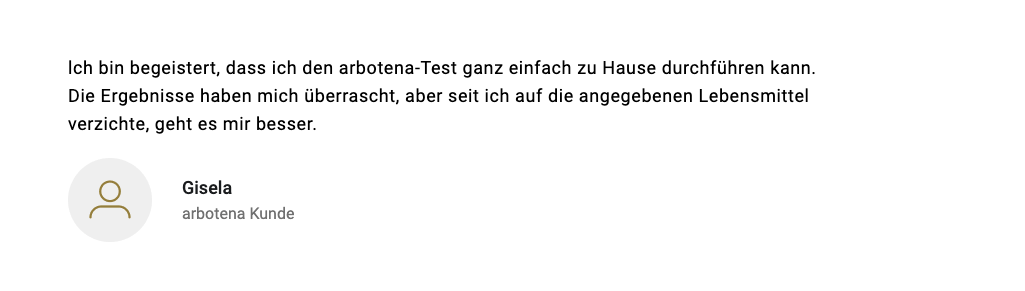 Ich bin begeistert, dass ich den arbotena-Test ganz einfach zu Hause durchführen kann.
Die Ergebnisse haben mich überrascht, aber seit ich auf die angegebenen Lebensmittel
verzichte, geht es mir besser.
Gisela
arbotena Kunde